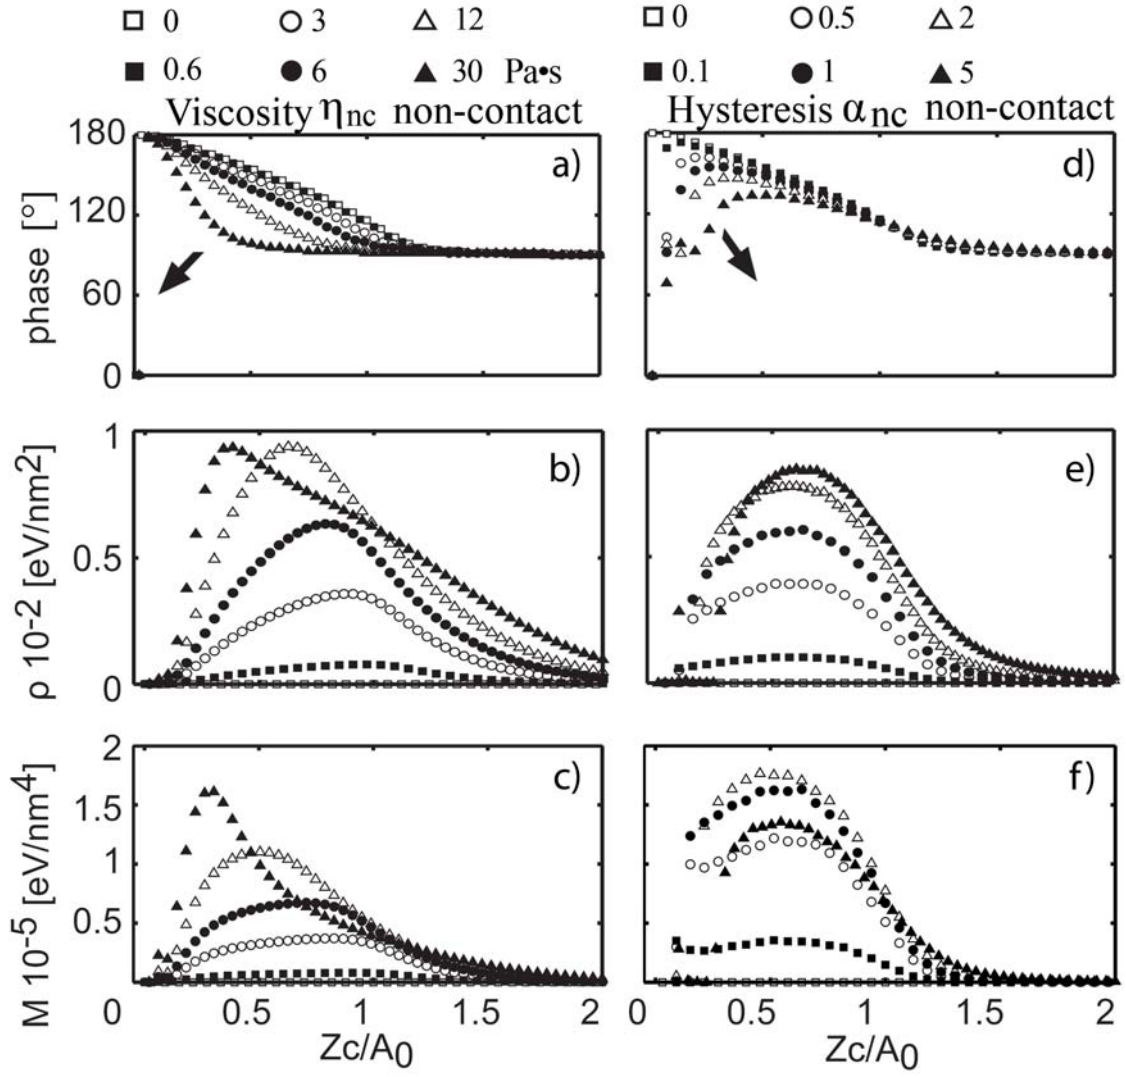 0 3 12 0 0.5 2
0.6 6 30 Pa•s 0.1 1 5
Viscosity ηnc non-contact Hysteresis αnc non-contact
180 a) d)
120
60
0
phase [°]
1 b) e)
0.5
0
ρ 10-2 [eV/nm2]
2 c) f)
1.5
1
0.5
M 10-5 [eV/nm4]
0 0.5 1 1.5 2 0 0.5 1 1.5 2
Zc/A0 Zc/A0